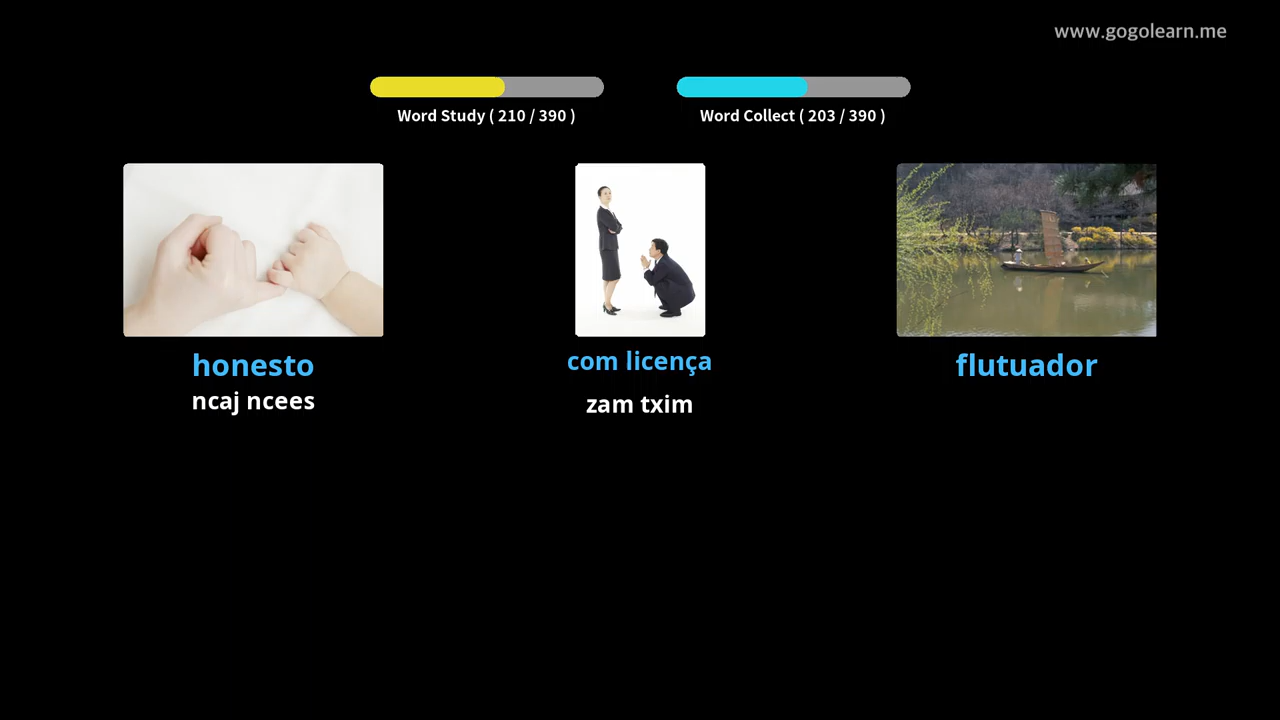 www.gogolearn.me
Word Study ( 210 / 390 )
Word Collect ( 203 / 390 )
honesto
ncaj ncees
com licença
zam txim
flutuador